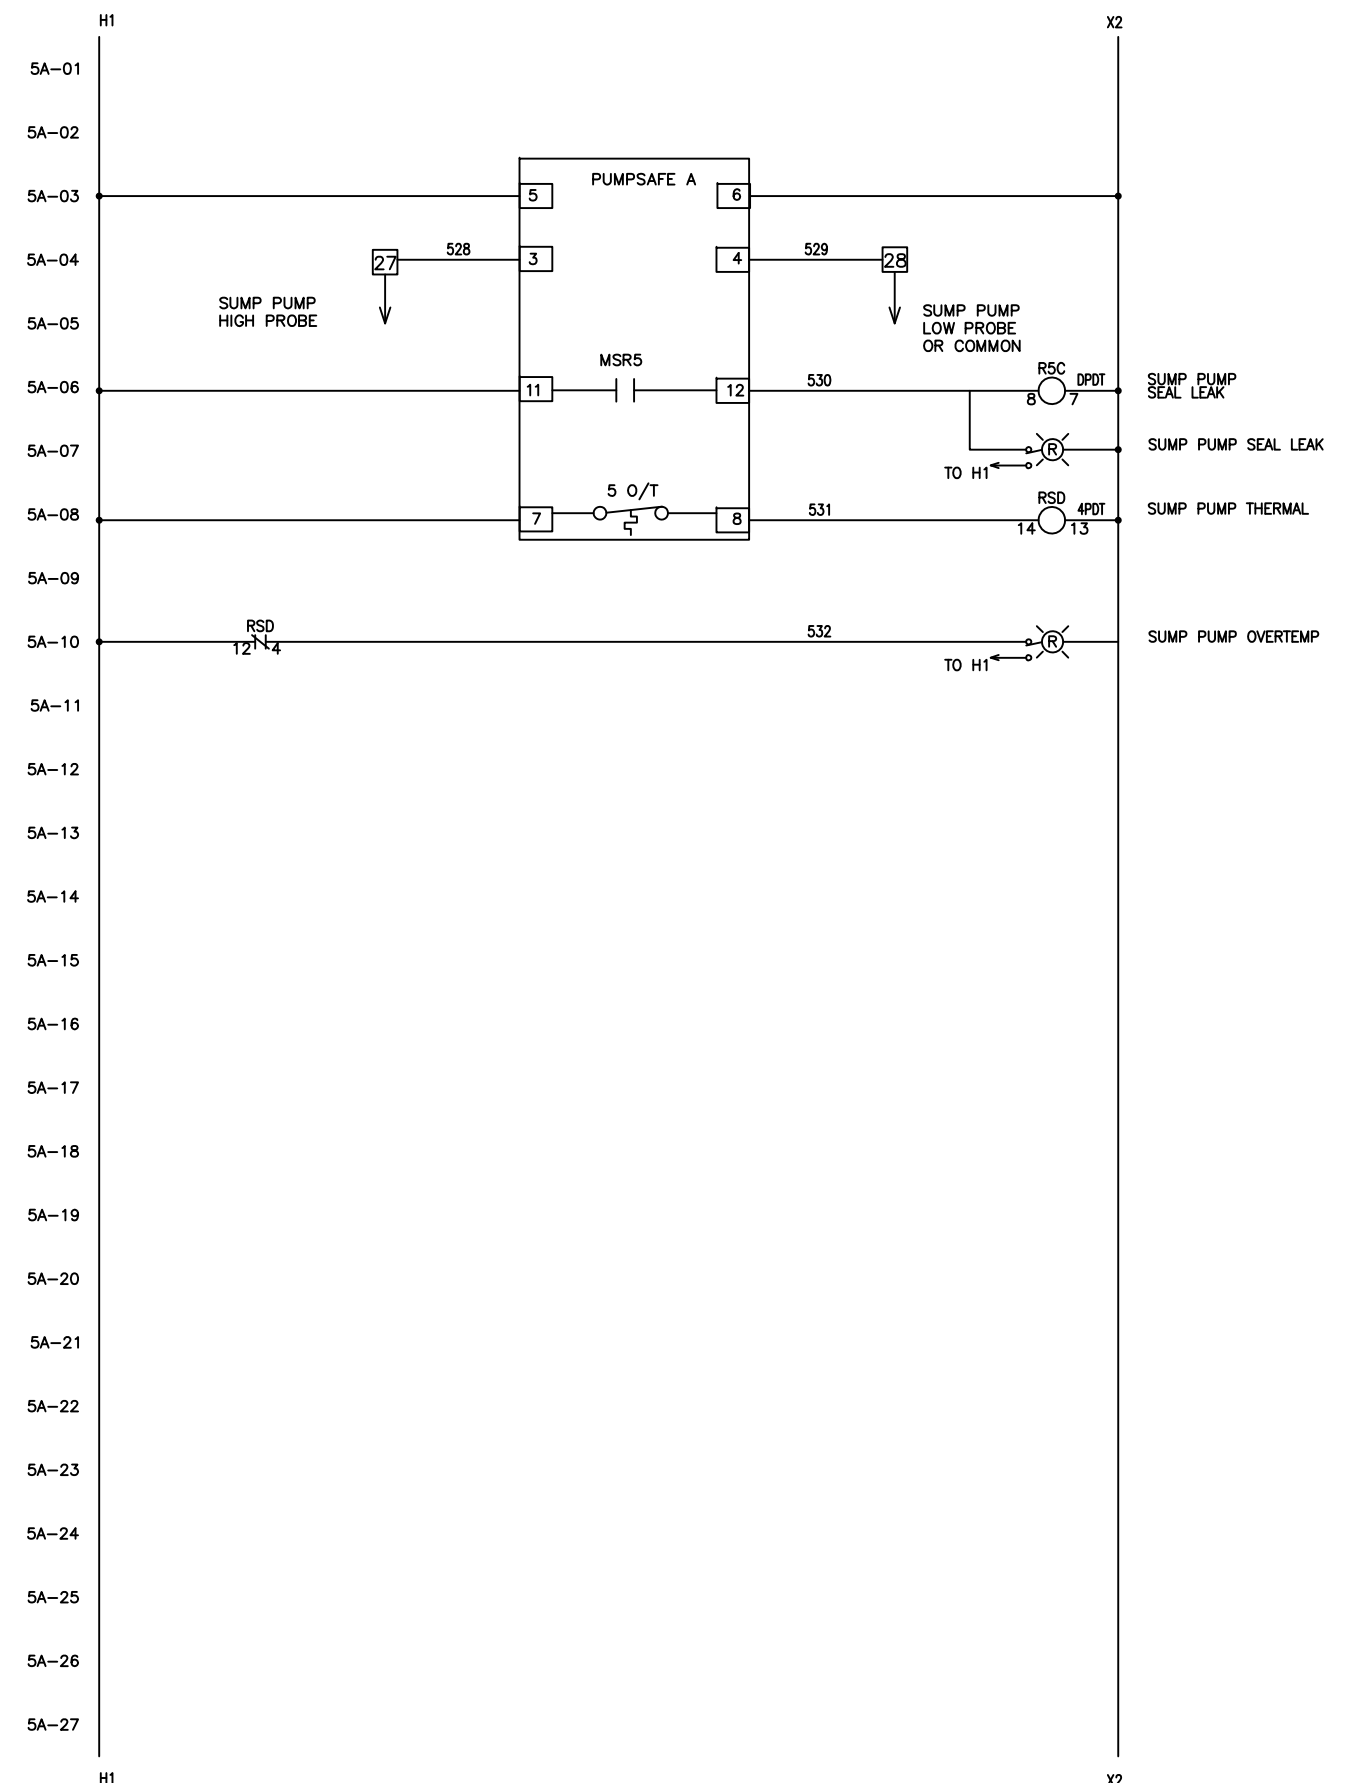 H1 X2
5A-01
5A-02
PUMPSAFE A
5A-03 5 6
5A-04 27 528 3 4 529 28
SUMP PUMP
HIGH PROBE
5A-05
SUMP PUMP
LOW PROBE
OR COMMON
MSR5
5A-06 11 12 530 R5C 8 7 DPDT SUMP PUMP
SEAL LEAK
5A-07 R SUMP PUMP SEAL LEAK
TO H1
5 O/T
5A-08 7 8 531 RSD 14 13 4PDT SUMP PUMP THERMAL
5A-09
RSD
5A-10 12 4 532 R SUMP PUMP OVERTEMP
TO H1
5A-11
5A-12
5A-13
5A-14
5A-15
5A-16
5A-17
5A-18
5A-19
5A-20
5A-21
5A-22
5A-23
5A-24
5A-25
5A-26
5A-27
H1 X2